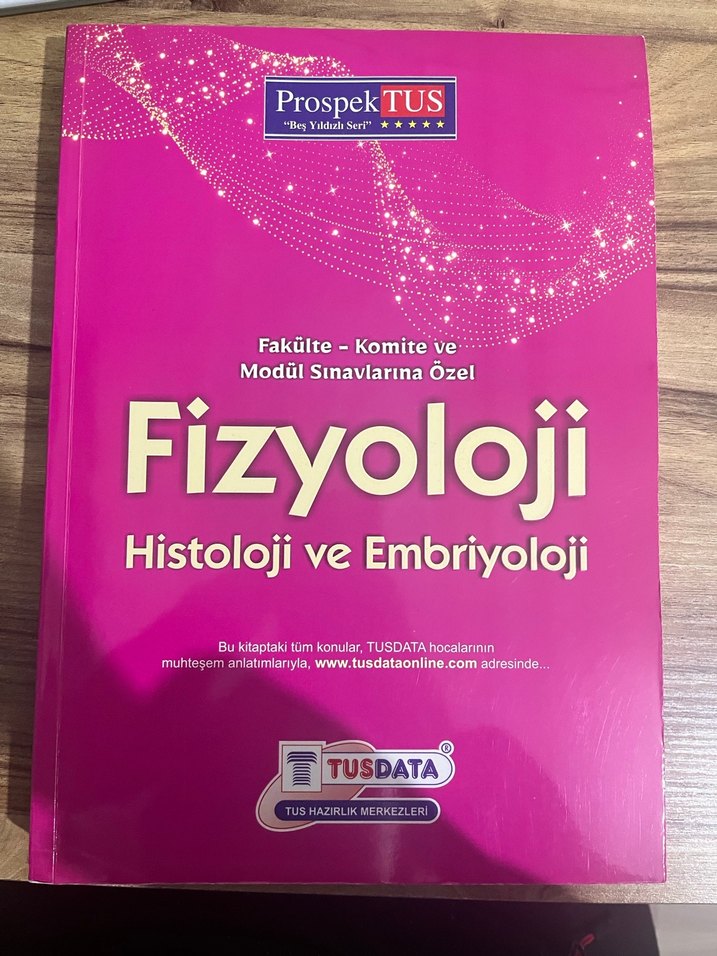 ProspekTUS
“Beş Yıldızlı Seri” ★★★★★
Fakülte - Komite ve
Modül Sınavlarına Özel
Fizyoloji
Histoloji ve Embriyoloji
Bu kitaptaki tüm konular, TUSDATA hocalarının
muhteşem anlatımlarıyla, www.tusdataonline.com adresinde...
T TUSDATA ®
TUS HAZIRLIK MERKEZLERİ